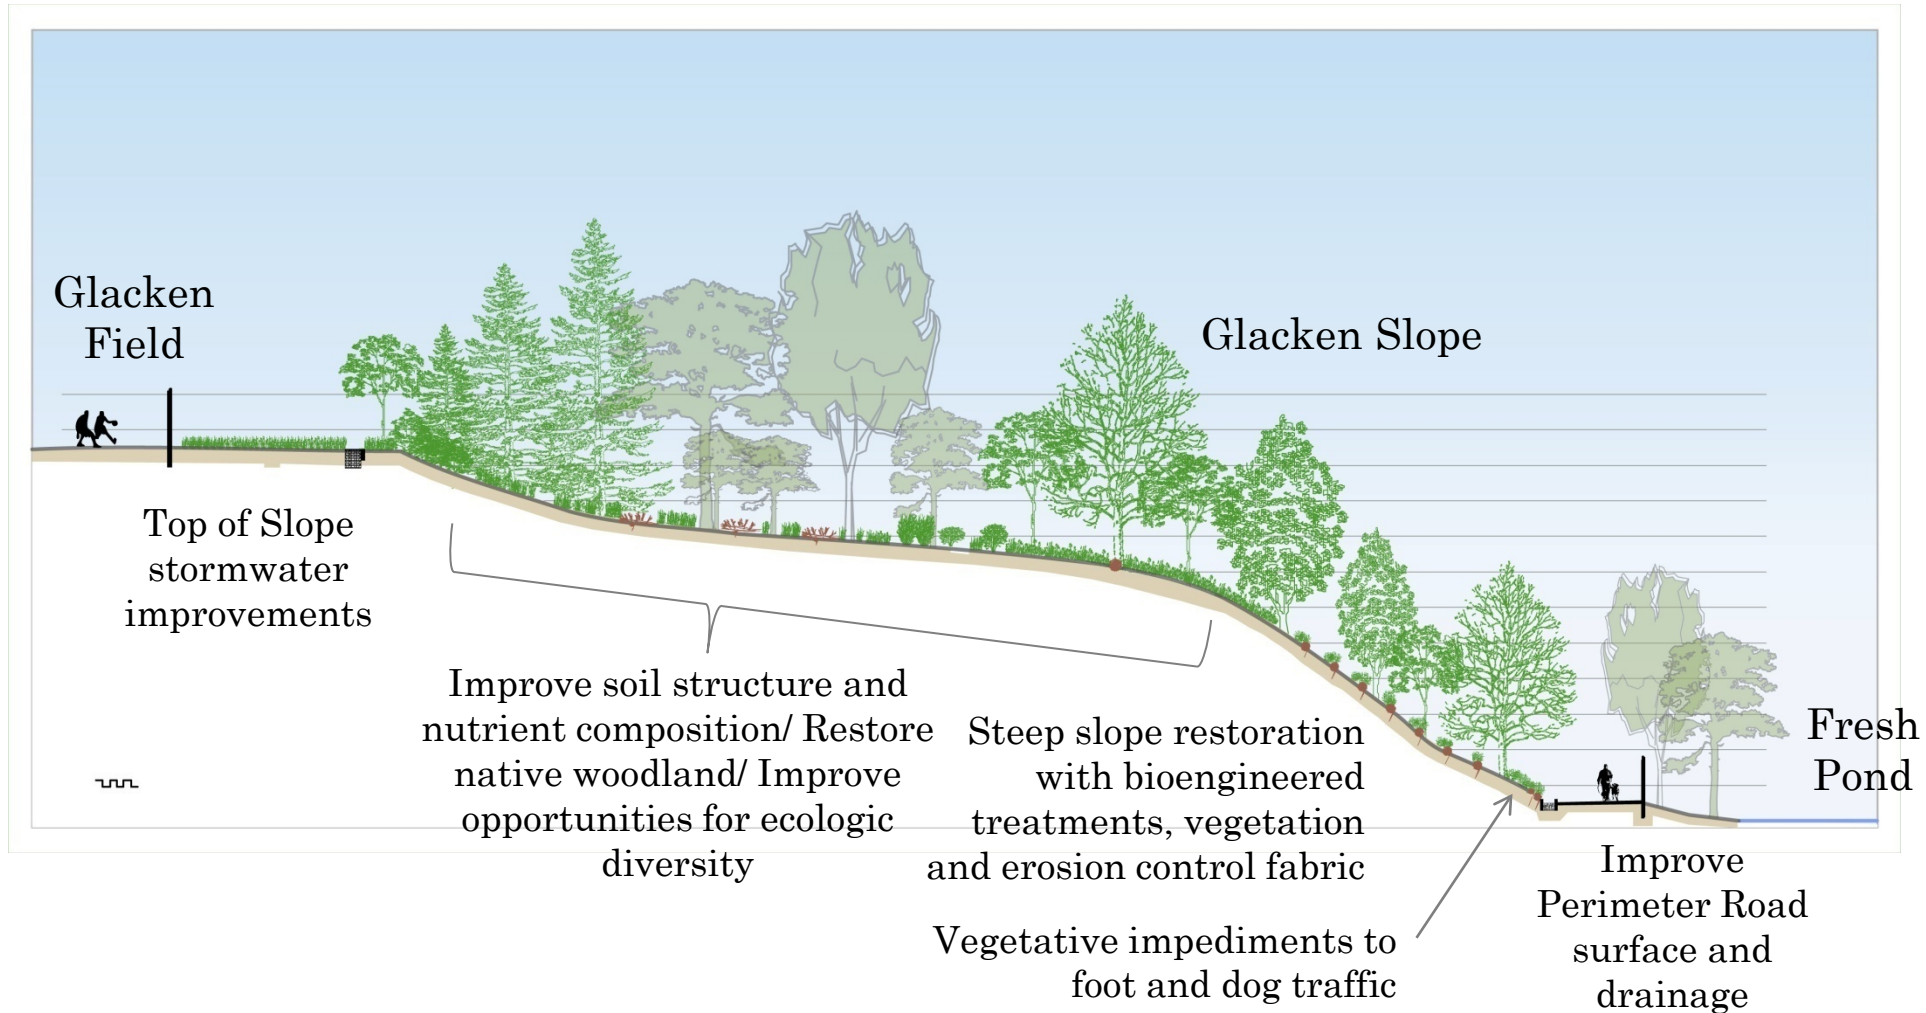 Glacken
Field
Glacken Slope
Top of Slope
stormwater
improvements
Improve soil structure and
nutrient composition/ Restore
native woodland/ Improve
opportunities for ecologic
diversity
Steep slope restoration
with bioengineered
treatments, vegetation
and erosion control fabric
Vegetative impediments to
foot and dog traffic
Fresh
Pond
Improve
Perimeter Road
surface and
drainage